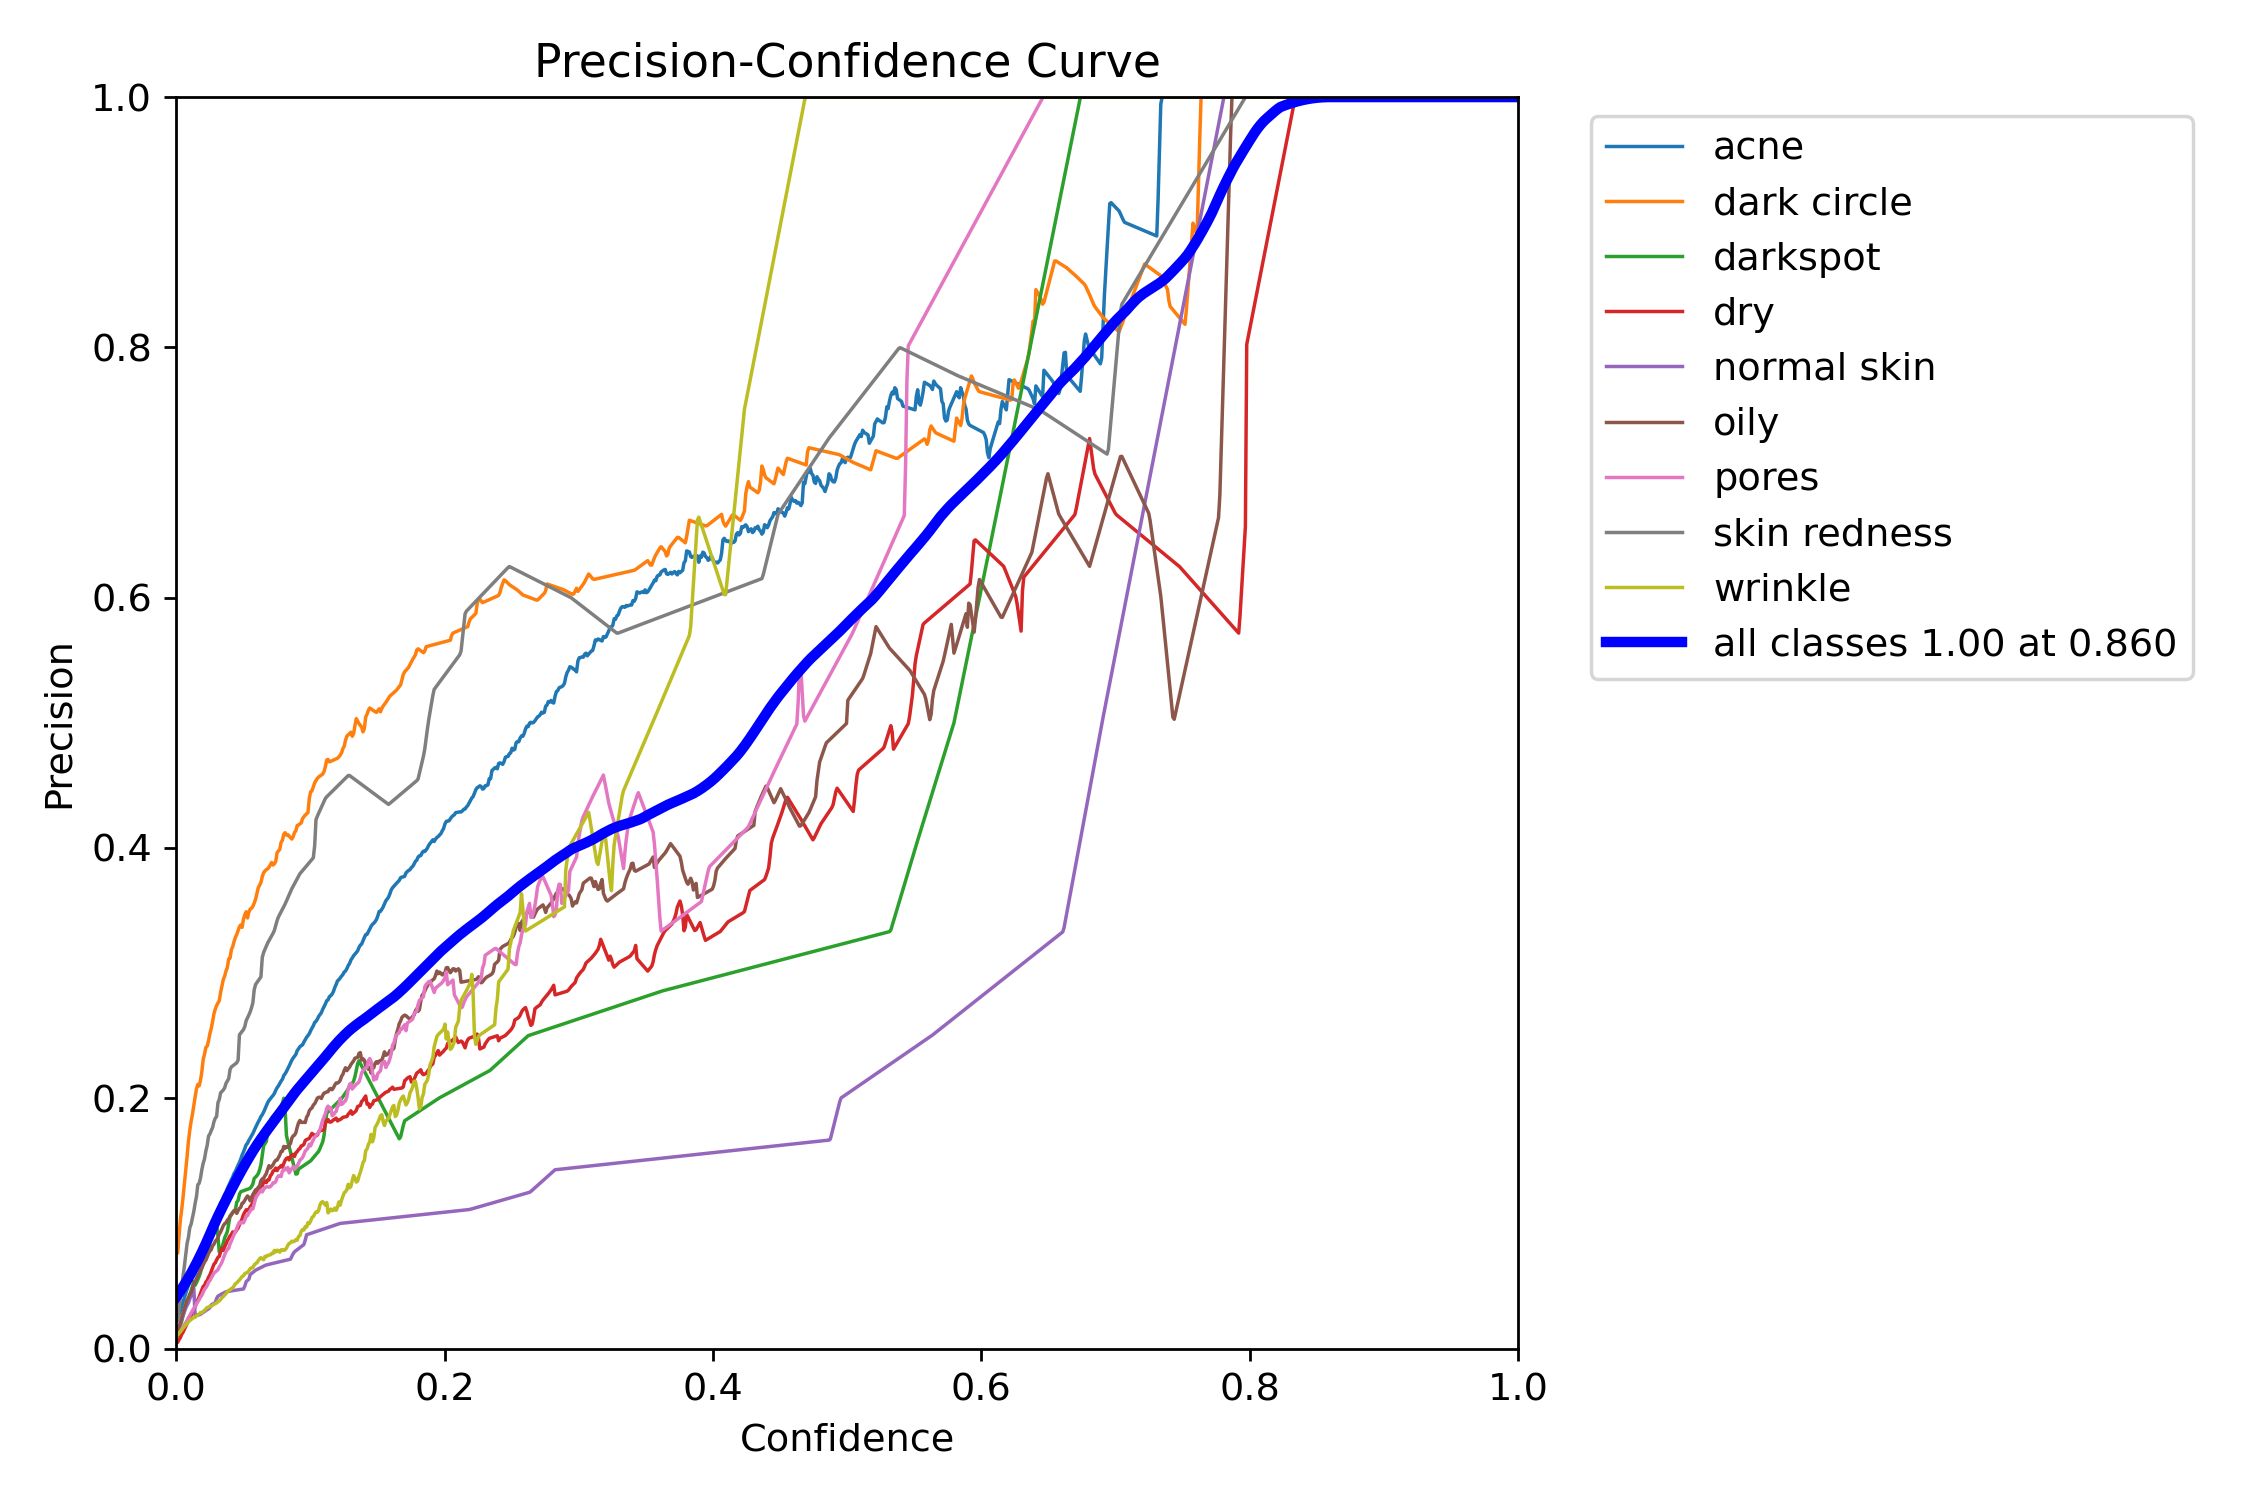 Precision-Confidence Curve
1.0
0.8
0.6
0.4
0.2
0.0
Precision
0.0 0.2 0.4 0.6 0.8 1.0
Confidence
acne
dark circle
darkspot
dry
normal skin
oily
pores
skin redness
wrinkle
all classes 1.00 at 0.860